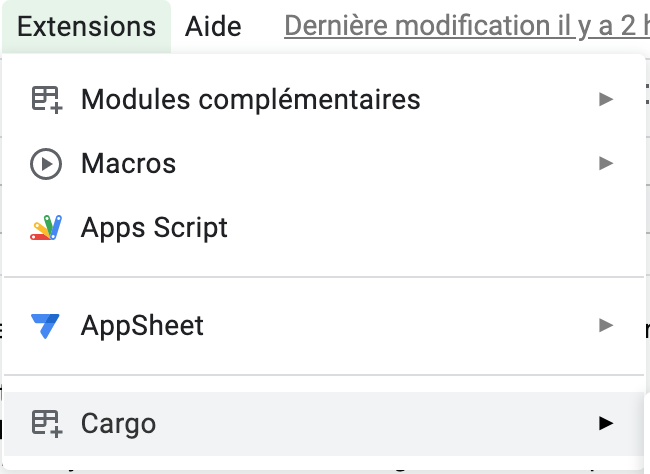 Extensions Aide Dernière modification il y a 2
Modules complémentaires
Macros
Apps Script
AppSheet
Cargo